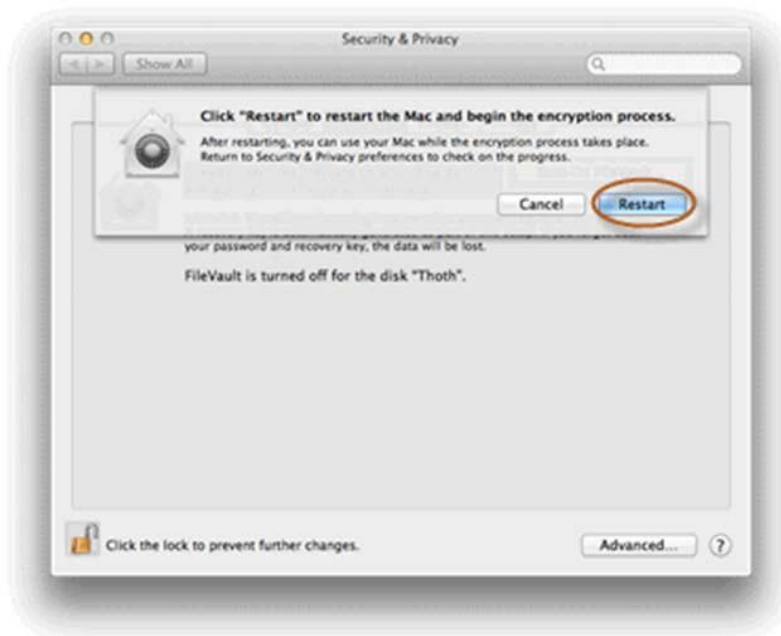 Security & Privacy
Show All
Click "Restart" to restart the Mac and begin the encryption process.
After restarting, you can use your Mac while the encryption process takes place.
Return to Security & Privacy preferences to check on the progress.
Cancel
Restart
your password and recovery key, the data will be lost.
FileVault is turned off for the disk "Thoth".
Click the lock to prevent further changes.
Advanced...
?